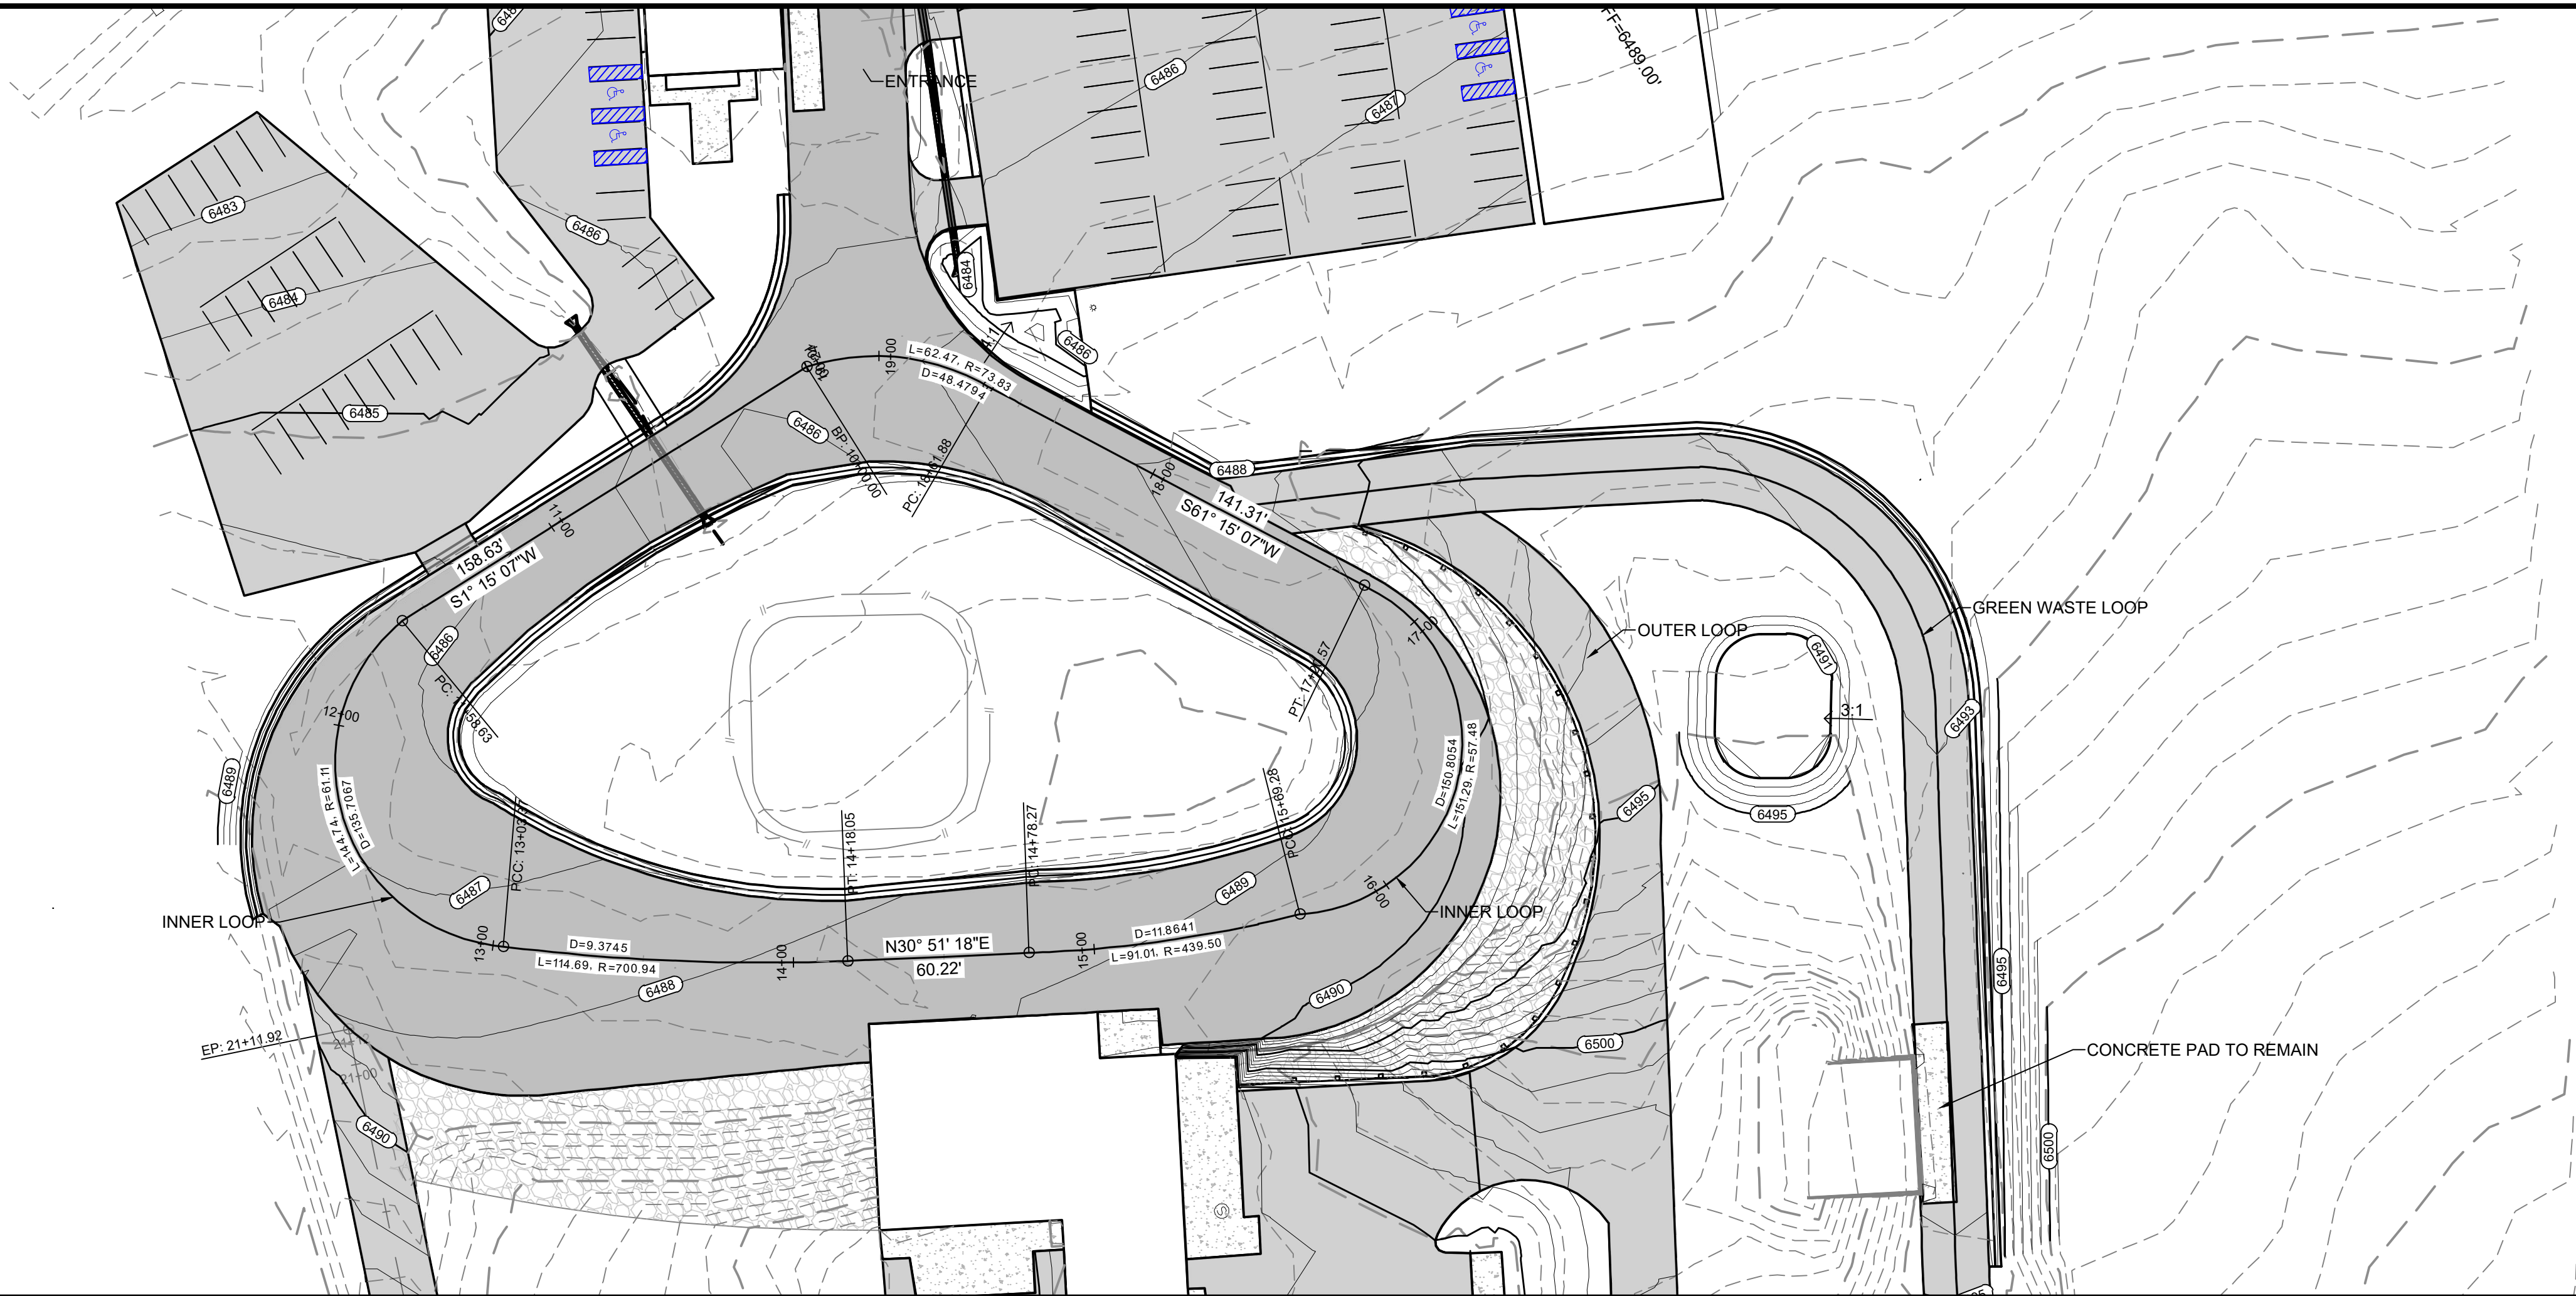 ENTRANCE
FF=6489.00'
6486
6487
6483
6486
6484
6484
6486
6485
19+00
L=62.47, R=73.83
D=48.4794
BP: 10+00.00
6486
PC: 18+61.88
18+00
6488
141.31'
S61° 15' 07"W
11+00
158.63'
S1° 15' 07"W
GREEN WASTE LOOP
OUTER LOOP
17+00
6486
6491
3:1
6493
12+00
6489
L=144.74, R=61.11
D=135.7067
D=150.8054
L=151.29, R=57.48
6495
6495
PT: 14+18.05
PC: 14+78.27
PCC: 15+69.28
6487
6489
16+00
INNER LOOP
INNER LOOP
13+00
D=9.3745
L=114.69, R=700.94
14+00
N30° 51' 18"E
60.22'
15+00
D=11.8641
L=91.01, R=439.50
6488
6490
6495
EP: 21+11.92
21+00
6500
CONCRETE PAD TO REMAIN
6490
6500
S